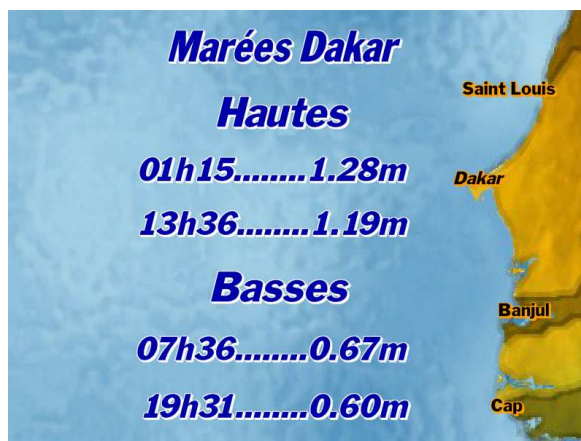 Marées Dakar
Hautes
01h15........1.28m
13h36........1.19m
Basses
07h36........0.67m
19h31........0.60m
Saint Louis
Dakar
Banjul
Cap